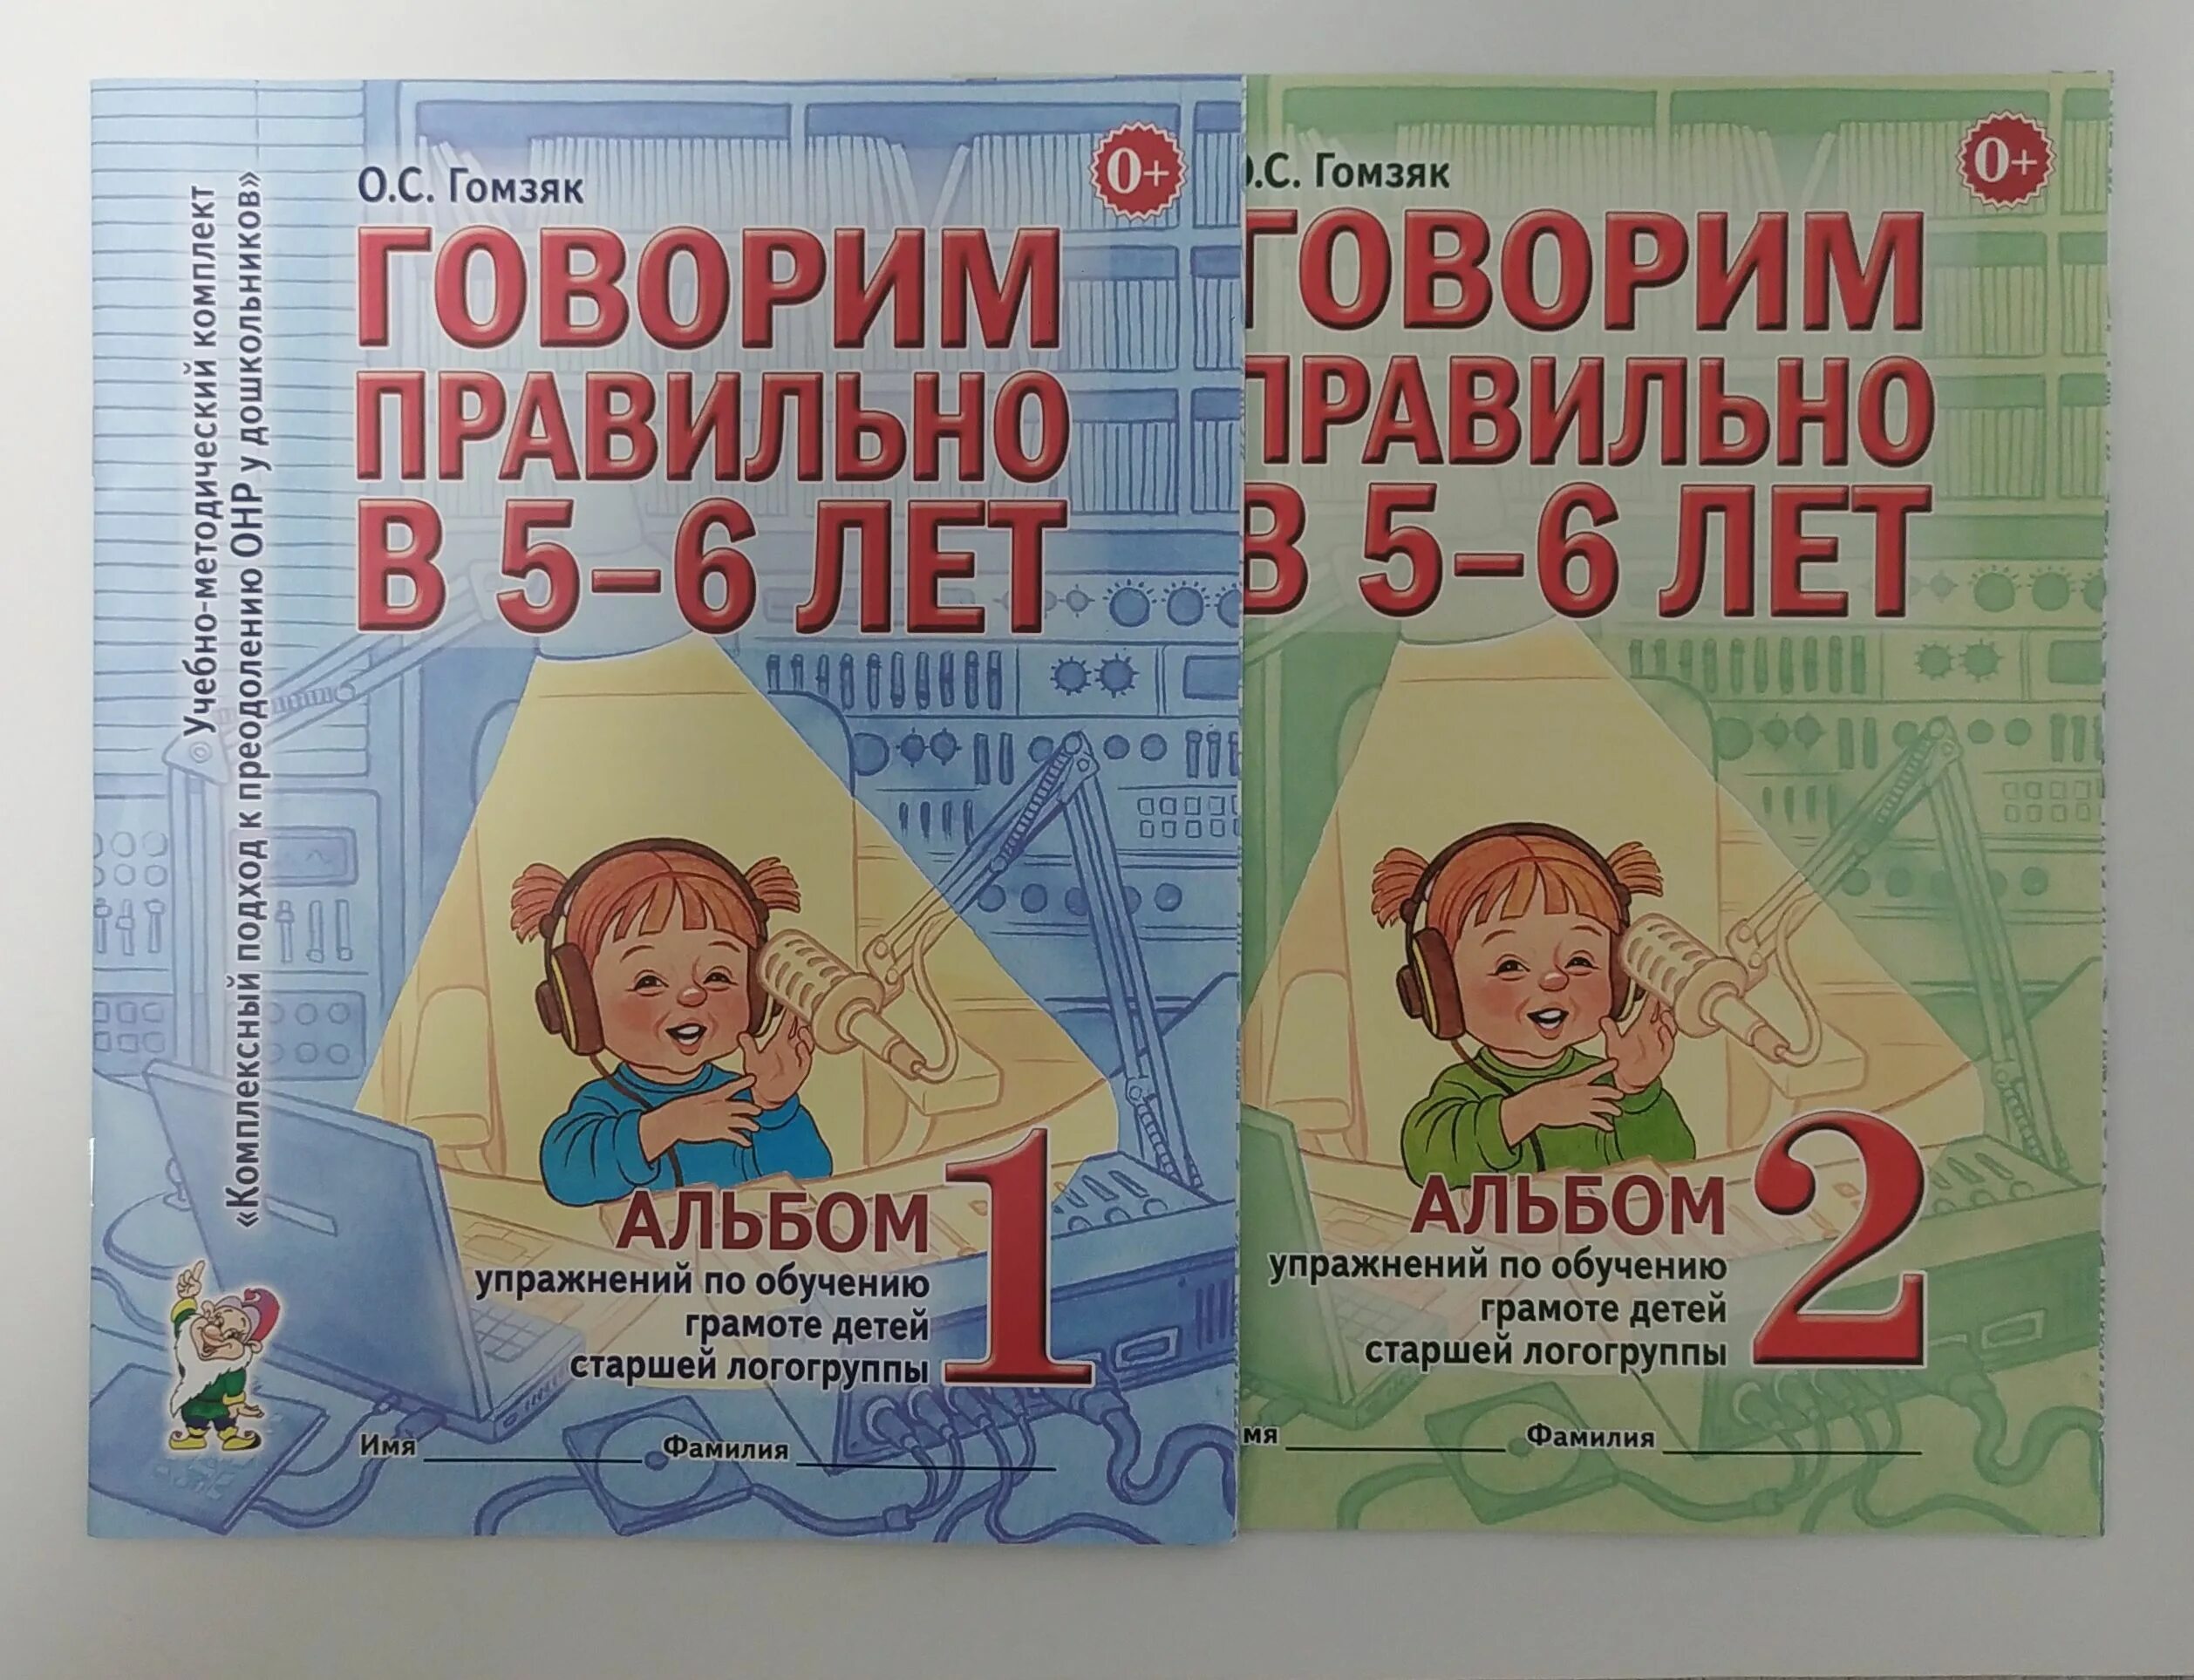 Учебно-методический комплект
«Комплексный подход к преодолению ОНР у дошкольников»
О.С. Гомзяк
0+
ГОВОРИМ
ПРАВИЛЬНО
В 5–6 ЛЕТ
АЛЬБОМ 1
упражнений по обучению
грамоте детей
старшей логогруппы
Имя Фамилия
.С. Гомзяк
0+
ГОВОРИМ
ПРАВИЛЬНО
В 5–6 ЛЕТ
АЛЬБОМ 2
упражнений по обучению
грамоте детей
старшей логогруппы
мя Фамилия